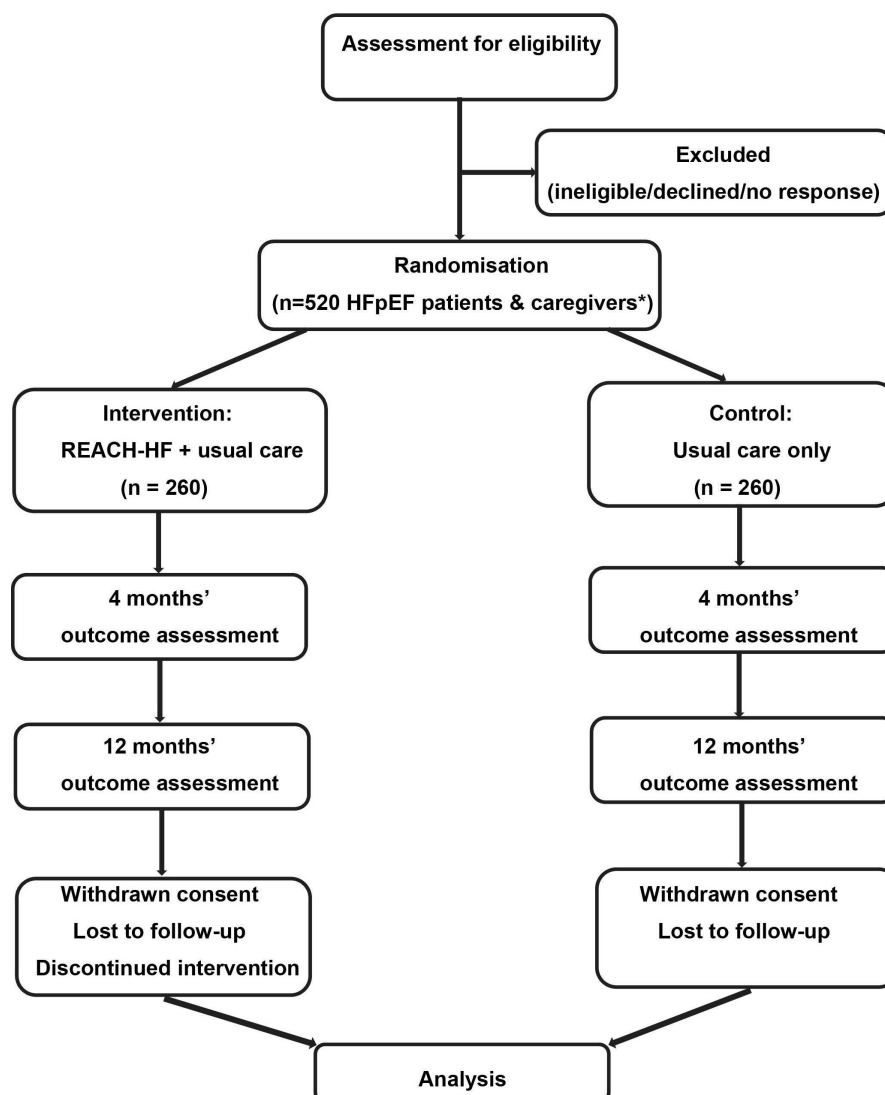 Assessment for eligibility
Excluded
(ineligible/declined/no response)
Randomisation
(n=520 HFpEF patients & caregivers*)
Intervention:
REACH-HF + usual care
(n = 260)
Control:
Usual care only
(n = 260)
4 months’
outcome assessment
4 months’
outcome assessment
12 months’
outcome assessment
12 months’
outcome assessment
Withdrawn consent
Lost to follow-up
Discontinued intervention
Withdrawn consent
Lost to follow-up
Analysis